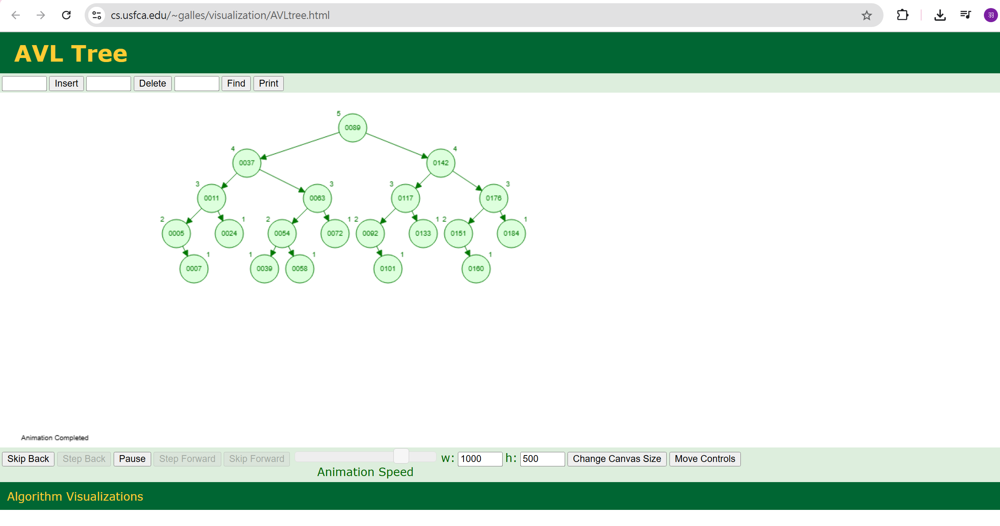 cs.usfca.edu/~galles/visualization/AVLtree.html
羽
AVL Tree
Insert Delete Find Print
5
0089
4 4
0037 0142
3 3 3 3
0011 0063 0117 0176
2 1 2 1 2 1 2 1
0005 0024 0054 0072 0092 0133 0151 0184
1 1 1 1 1
0007 0039 0058 0101 0160
Animation Completed
Skip Back Step Back Pause Step Forward Skip Forward w: 1000 h: 500 Change Canvas Size Move Controls
Animation Speed
Algorithm Visualizations